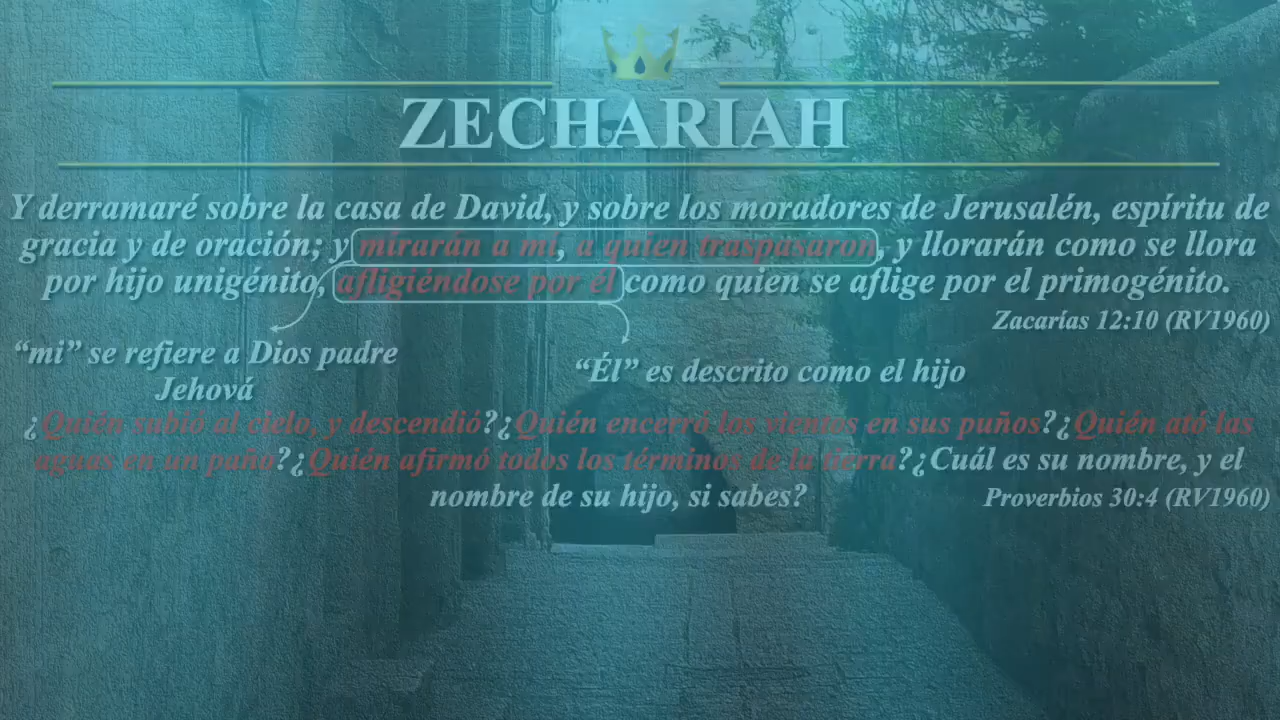 ZECHARIAH
Y derramaré sobre la casa de David, y sobre los moradores de Jerusalén, espíritu de
gracia y de oración; y mirarán a mí, a quien traspasaron, y llorarán como se llora
por hijo unigénito, afligiéndose por él como quien se aflige por el primogénito.
Zacarías 12:10 (RV1960)
“mi” se refiere a Dios padre
Jehová
“Él” es descrito como el hijo
¿Quién subió al cielo, y descendió?¿Quién encerró los vientos en sus puños?¿Quién ató las
aguas en un paño?¿Quién afirmó todos los términos de la tierra?¿Cuál es su nombre, y el
nombre de su hijo, si sabes?
Proverbios 30:4 (RV1960)